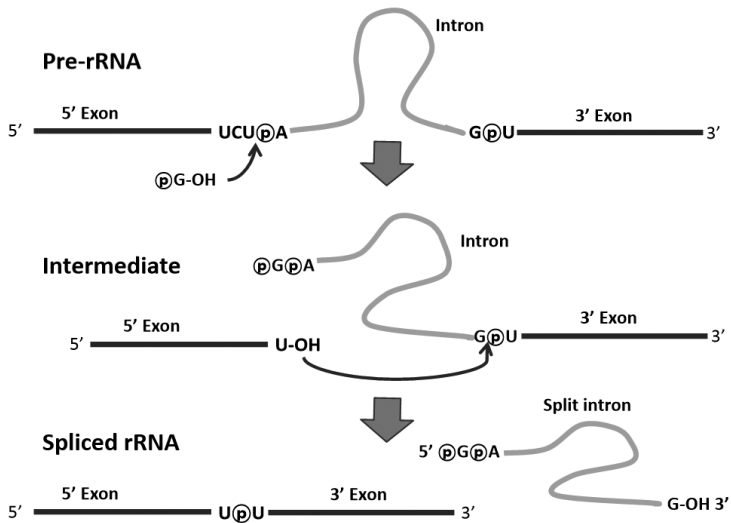 Intron
Pre-rRNA
5' Exon
3' Exon
5' UCUⓟA GⓟU 3'
ⓟG-OH
Intron
ⓟGⓟA
Intermediate
5' Exon
3' Exon
5' U-OH GⓟU 3'
Split intron
Spliced rRNA
5' ⓟGⓟA
5' Exon
3' Exon
G-OH 3'
5' UⓟU 3'